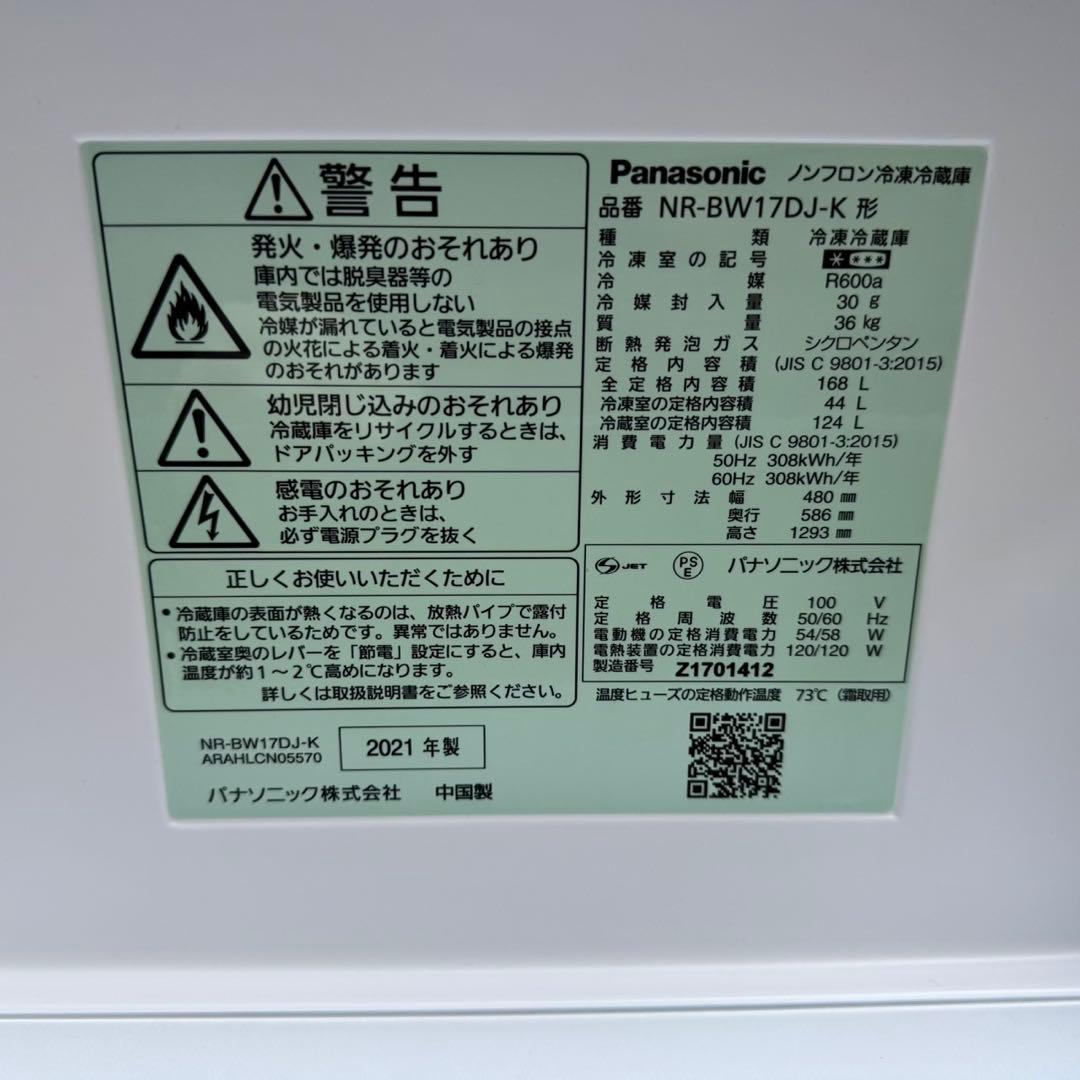 警告
発火・爆発のおそれあり
庫内では脱臭器等の
電気製品を使用しない
冷媒が漏れていると電気製品の接点
の火花による着火・着火による爆発
のおそれがあります
幼児閉じ込みのおそれあり
冷蔵庫をリサイクルするときは、
ドアパッキングを外す
感電のおそれあり
お手入れのときは、
必ず電源プラグを抜く
正しくお使いいただくために
•冷蔵庫の表面が熱くなるのは、放熱パイプで露付
防止をしているためです。異常ではありません。
•冷蔵室奥のレバーを「節電」設定にすると、庫内
温度が約1～2℃高めになります。
詳しくは取扱説明書をご参照ください。
NR-BW17DJ-K
ARAHLCN05570
2021 年製
パナソニック株式会社 中国製
Panasonic ノンフロン冷凍冷蔵庫
品番 NR-BW17DJ-K 形
種類 冷凍冷蔵庫
冷凍室の記号 ****
冷媒 R600a
冷媒封入量 30 g
質量 36 kg
断熱発泡ガス シクロペンタン
定格内容積 (JIS C 9801-3:2015)
全定格内容積 168 L
冷凍室の定格内容積 44 L
冷蔵室の定格内容積 124 L
消費電力量 (JIS C 9801-3:2015)
50Hz 308kWh/年
60Hz 308kWh/年
外形寸法 幅 480 mm
奥行 586 mm
高さ 1293 mm
JET PS E パナソニック株式会社
定格電圧 100 V
定格周波数 50/60 Hz
電動機の定格消費電力 54/58 W
電熱装置の定格消費電力 120/120 W
製造番号 Z1701412
温度ヒューズの定格動作温度 73℃ (霜取用)